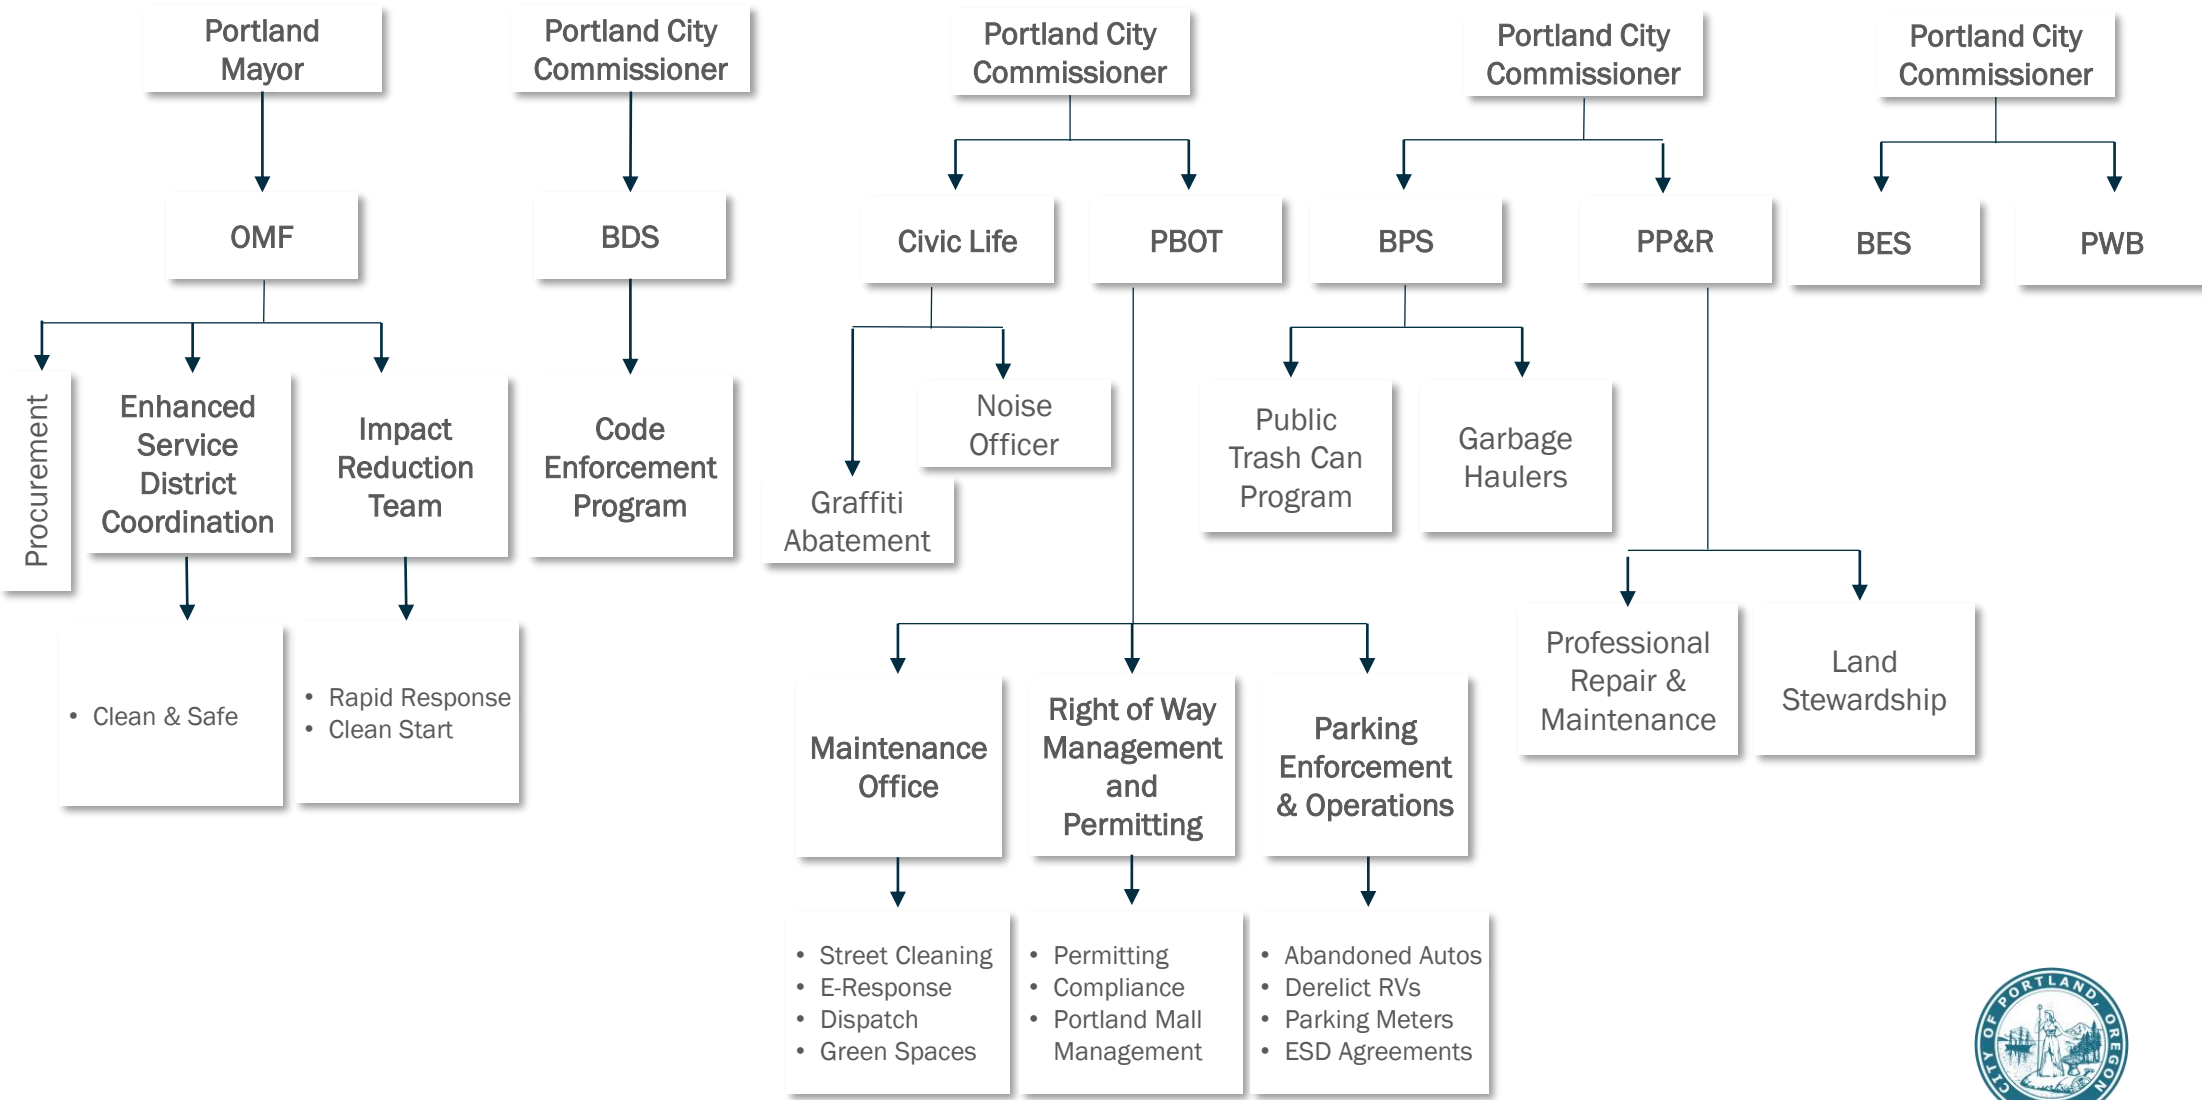 Portland
Mayor
Portland City
Commissioner
Portland City
Commissioner
Portland City
Commissioner
Portland City
Commissioner
OMF
BDS
Civic Life
PBOT
BPS
PP&R
BES
PWB
Procurement
Enhanced
Service
District
Coordination
Impact
Reduction
Team
Code
Enforcement
Program
Graffiti
Abatement
Noise
Officer
Public
Trash Can
Program
Garbage
Haulers
• Clean & Safe
• Rapid Response
• Clean Start
Maintenance
Office
Right of Way
Management
and
Permitting
Parking
Enforcement
& Operations
Professional
Repair &
Maintenance
Land
Stewardship
• Street Cleaning
• E-Response
• Dispatch
• Green Spaces
• Permitting
• Compliance
• Portland Mall
Management
• Abandoned Autos
• Derelict RVs
• Parking Meters
• ESD Agreements
CITY OF PORTLAND, OREGON